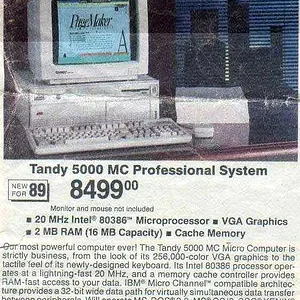 PageMaker
A
Tandy 5000 MC Professional System
NEW FOR 89 8499⁰⁰
Monitor and mouse not included
■ 20 MHz Intel® 80386™ Microprocessor ■ VGA Graphics
■ 2 MB RAM (16 MB Capacity) ■ Cache Memory
Our most powerful computer ever! The Tandy 5000 MC Micro Computer is
strictly business, from the look of its 256,000-color VGA graphics to the
tactile feel of its newly-designed keyboard. Its Intel 80386 processor oper-
ates at a lightning-fast 20 MHz, and a memory cache controller provides
RAM-fast access to your data. IBM® Micro Channel™ compatible architec-
ture provides a 32-bit wide data path for virtually simultaneous data transfer
between peripherals. Will operate